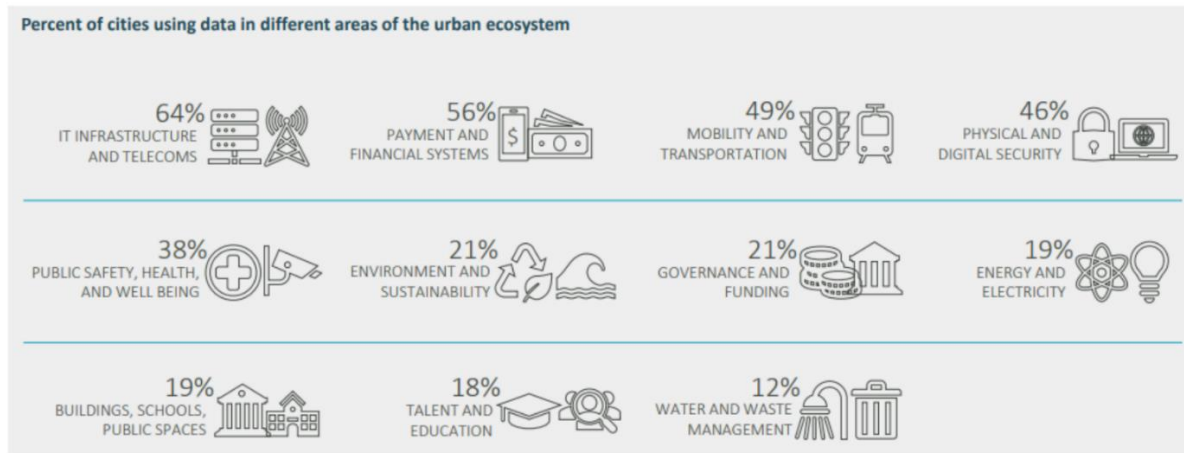 Percent of cities using data in different areas of the urban ecosystem
64%
IT INFRASTRUCTURE
AND TELECOMS
56%
PAYMENT AND
FINANCIAL SYSTEMS
$
49%
MOBILITY AND
TRANSPORTATION
46%
PHYSICAL AND
DIGITAL SECURITY
38%
PUBLIC SAFETY, HEALTH,
AND WELL BEING
21%
ENVIRONMENT AND
SUSTAINABILITY
21%
GOVERNANCE AND
FUNDING
19%
ENERGY AND
ELECTRICITY
19%
BUILDINGS, SCHOOLS,
PUBLIC SPACES
18%
TALENT AND
EDUCATION
12%
WATER AND WASTE
MANAGEMENT